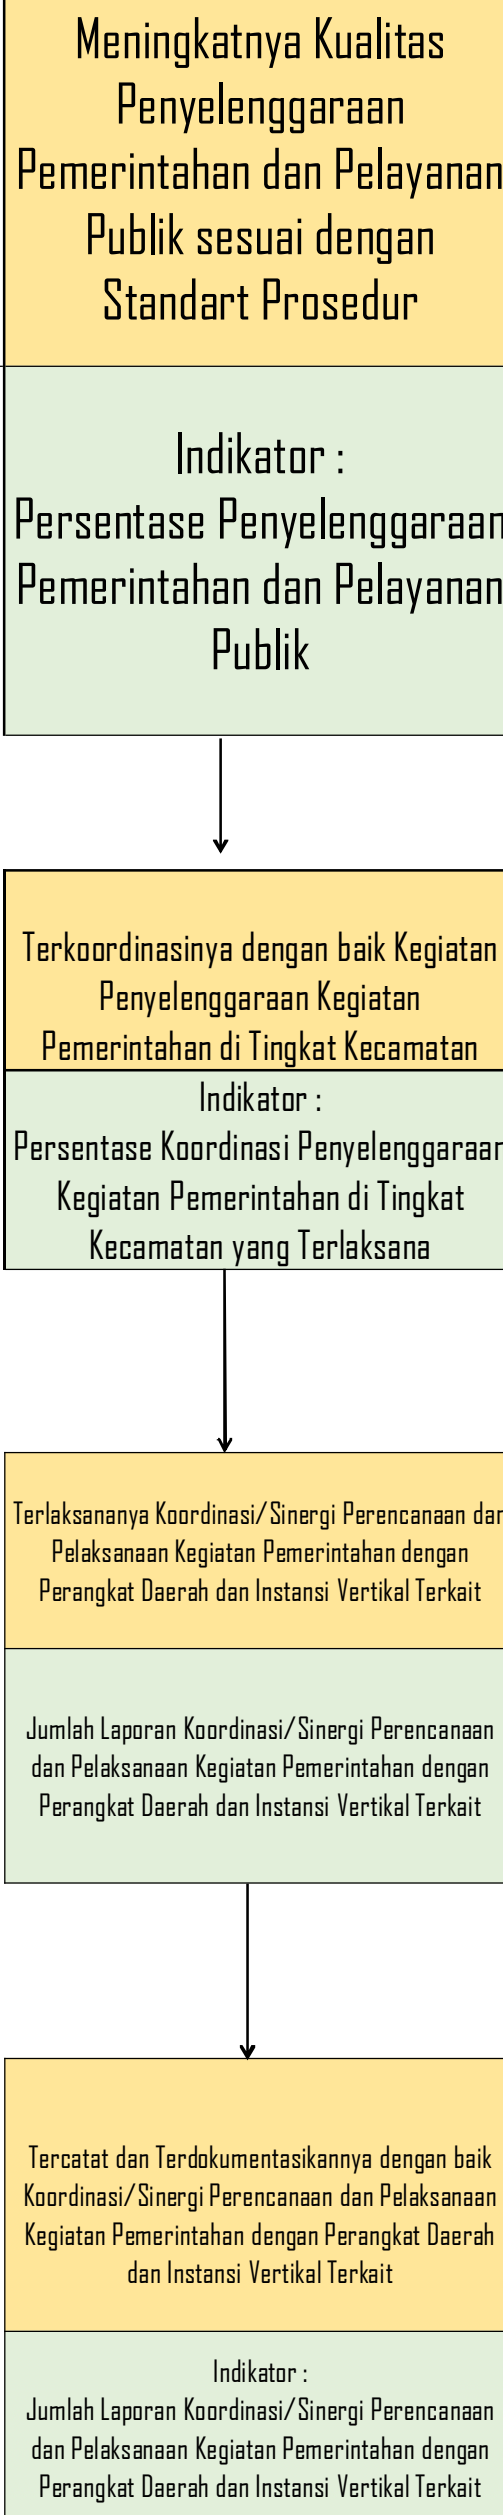 Meningkatnya Kualitas
Penyelenggaraan
Pemerintahan dan Pelayanan
Publik sesuai dengan
Standart Prosedur
Indikator :
Persentase Penyelenggaraan
Pemerintahan dan Pelayanan
Publik
Terkoordinasinya dengan baik Kegiatan
Penyelenggaraan Kegiatan
Pemerintahan di Tingkat Kecamatan
Indikator :
Persentase Koordinasi Penyelenggaraan
Kegiatan Pemerintahan di Tingkat
Kecamatan yang Terlaksana
Terlaksananya Koordinasi/Sinergi Perencanaan dan
Pelaksanaan Kegiatan Pemerintahan dengan
Perangkat Daerah dan Instansi Vertikal Terkait
Jumlah Laporan Koordinasi/Sinergi Perencanaan
dan Pelaksanaan Kegiatan Pemerintahan dengan
Perangkat Daerah dan Instansi Vertikal Terkait
Tercatat dan Terdokumentasikannya dengan baik
Koordinasi/Sinergi Perencanaan dan Pelaksanaan
Kegiatan Pemerintahan dengan Perangkat Daerah
dan Instansi Vertikal Terkait
Indikator :
Jumlah Laporan Koordinasi/Sinergi Perencanaan
dan Pelaksanaan Kegiatan Pemerintahan dengan
Perangkat Daerah dan Instansi Vertikal Terkait